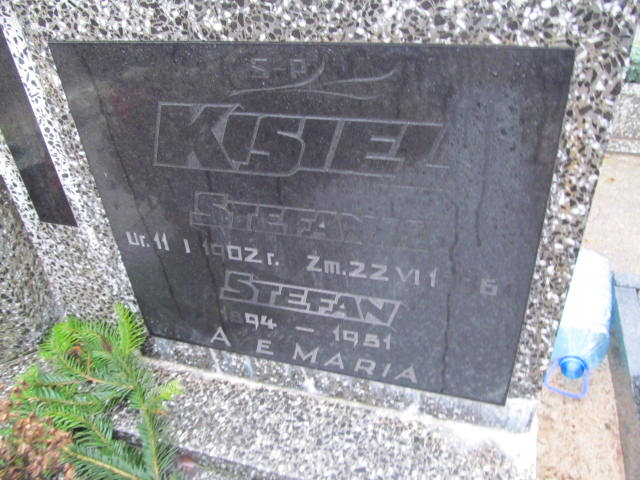 Ś-P
KISIEL
STEFANIA
ur. 11 I 1902 r. Zm. 22 VI
STEFAN
1894 - 1951
AVE MARIA